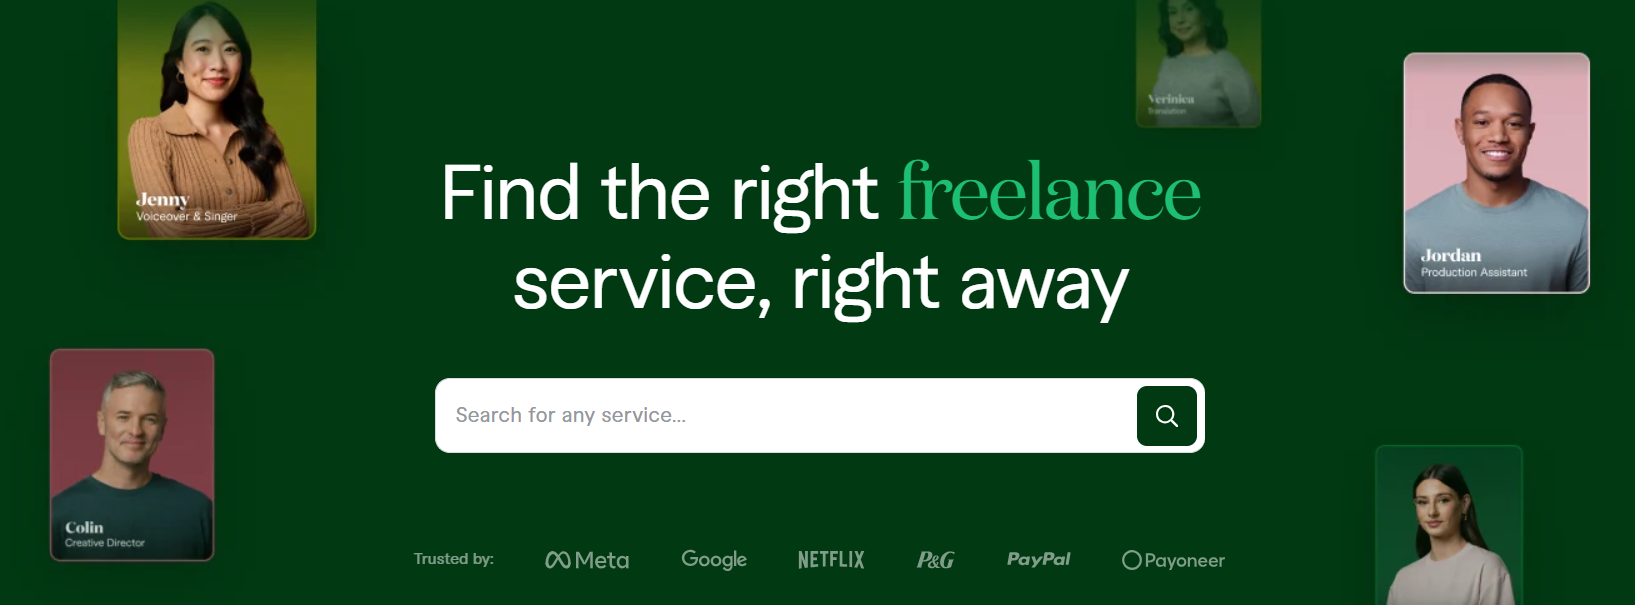 Jenny
Voiceover & Singer
Verinica
Translation
Jordan
Production Assistant
Find the right freelance
service, right away
Search for any service...
Colin
Creative Director
Trusted by:
Meta
Google
NETFLIX
P&G
PayPal
Payoneer